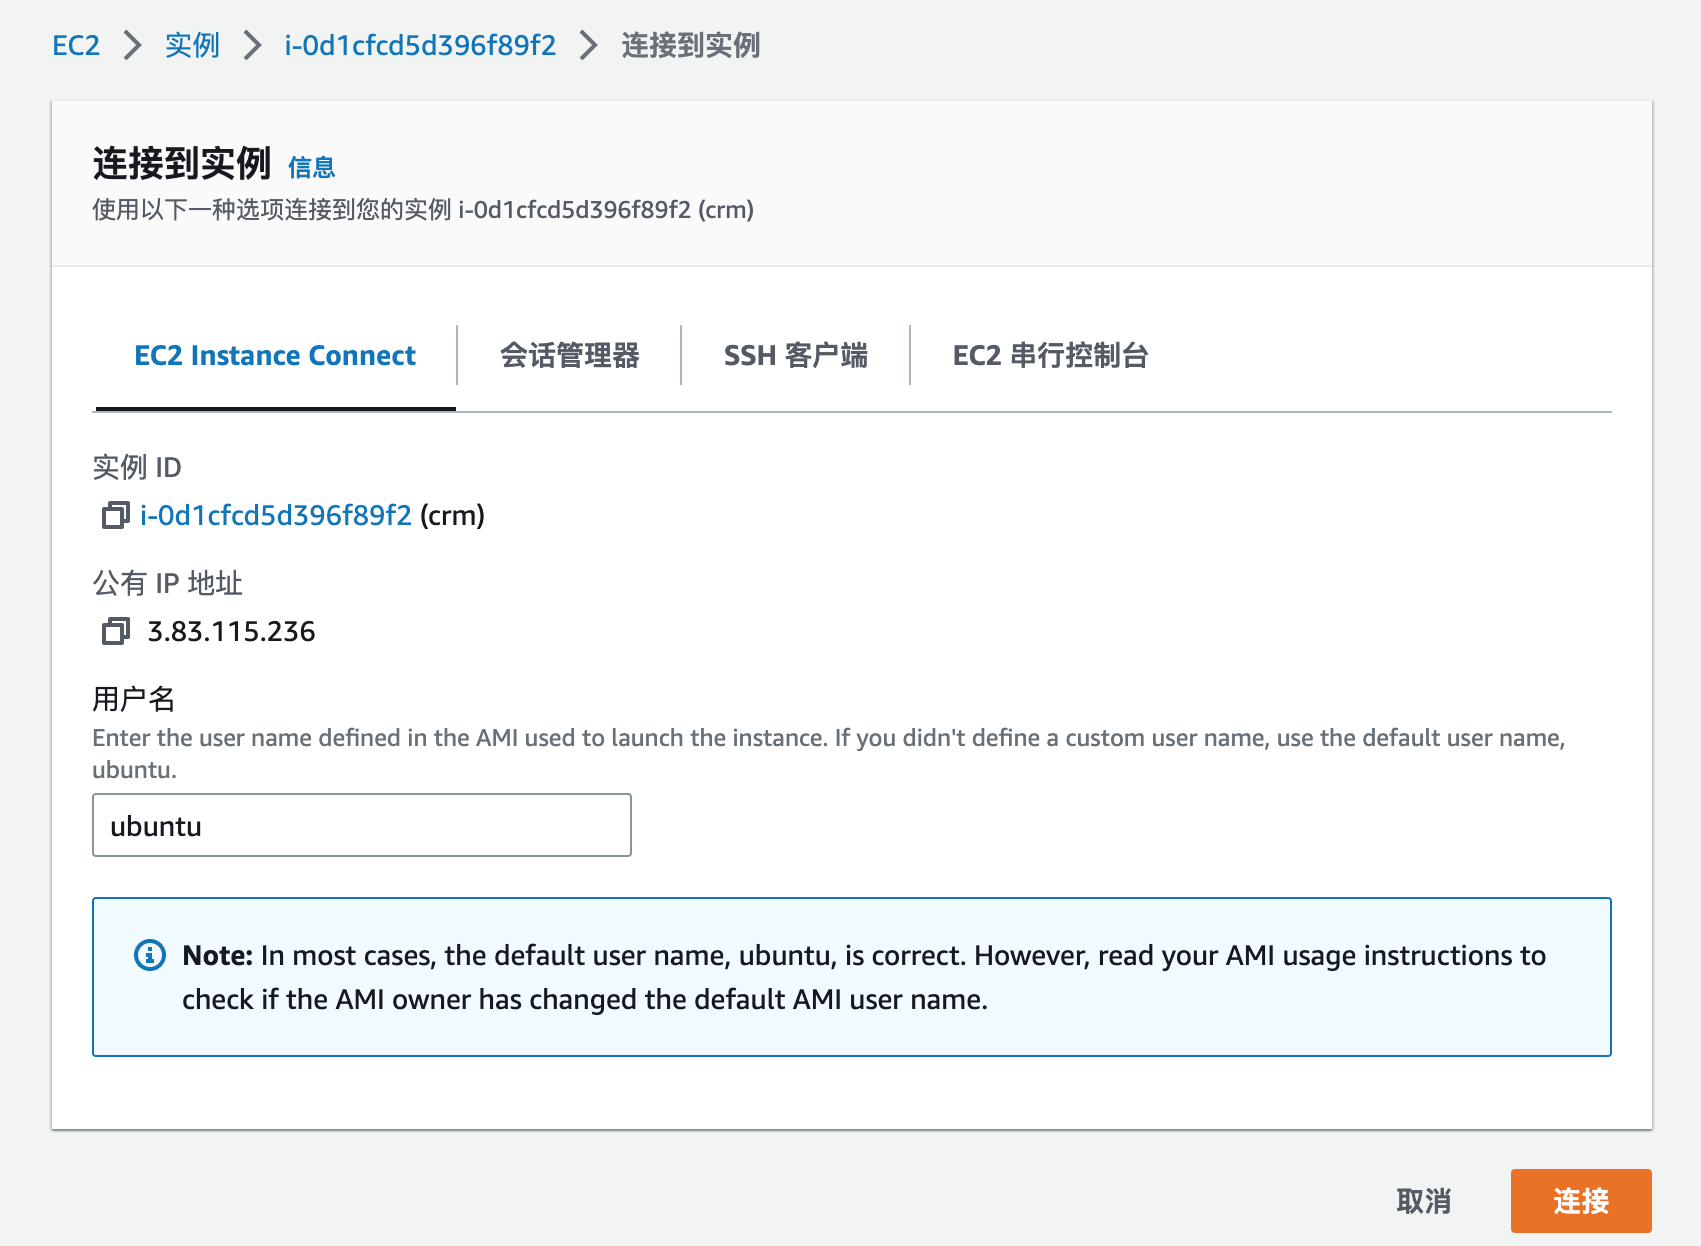 EC2 > 实例 > i-0d1cfcd5d396f89f2 > 连接到实例
连接到实例 信息
使用以下一种选项连接到您的实例 i-0d1cfcd5d396f89f2 (crm)
EC2 Instance Connect 会话管理器 SSH 客户端 EC2 串行控制台
实例 ID
i-0d1cfcd5d396f89f2 (crm)
公有 IP 地址
3.83.115.236
用户名
Enter the user name defined in the AMI used to launch the instance. If you didn't define a custom user name, use the default user name,
ubuntu.
ubuntu
Note: In most cases, the default user name, ubuntu, is correct. However, read your AMI usage instructions to
check if the AMI owner has changed the default AMI user name.
取消 连接